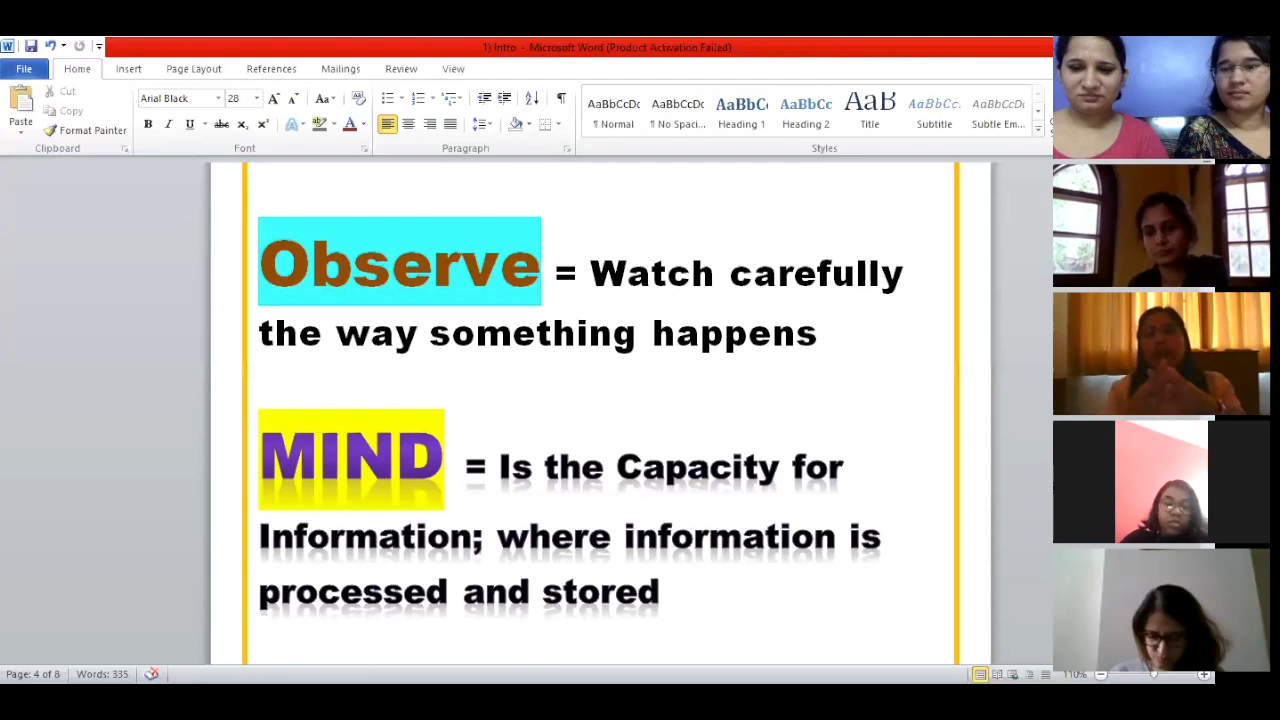 1) Intro - Microsoft Word (Product Activation Failed)
File Home Insert Page Layout References Mailings Review View
Cut
Copy
Paste
Format Painter
Arial Black 28
AaBbCcDc AaBbCcDc AaBbC AaBbCc AaB AaBbCc. AaBbCcDc
¶ Normal ¶ No Spaci... Heading 1 Heading 2 Title Subtitle Subtle Em...
Clipboard Font Paragraph Styles
Observe = Watch carefully
the way something happens
MIND = Is the Capacity for
Information; where information is
processed and stored
Page: 4 of 8 Words: 335 110%